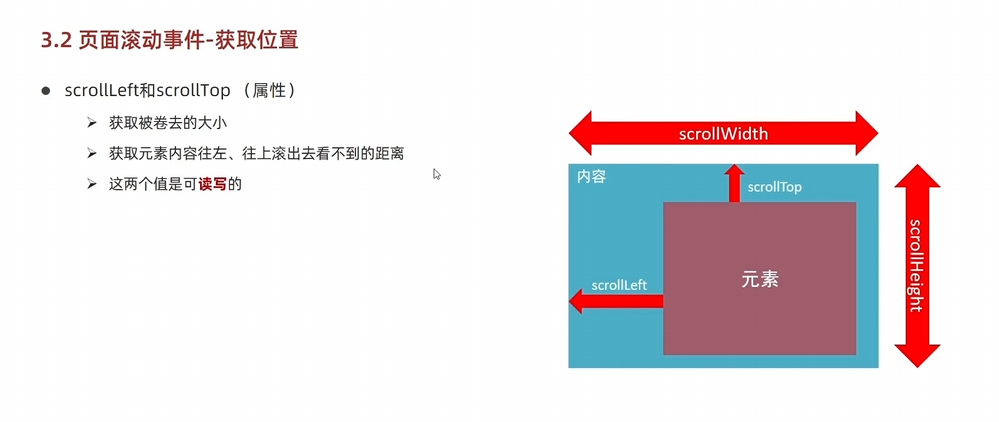 3.2 页面滚动事件-获取位置
scrollLeft和scrollTop （属性）
获取被卷去的大小
获取元素内容往左、往上滚出去看不到的距离
这两个值是可读写的
scrollWidth
内容
scrollTop
元素
scrollLeft
scrollHeight